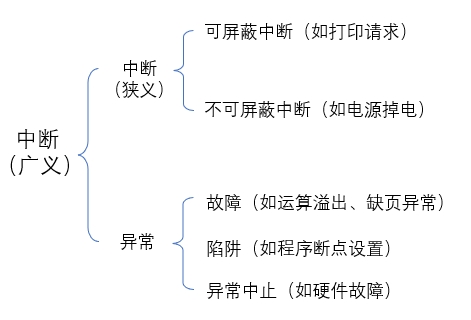 可屏蔽中断（如打印请求）
中断
（狭义）
不可屏蔽中断（如电源掉电）
中断
（广义）
故障（如运算溢出、缺页异常）
异常
陷阱（如程序断点设置）
异常中止（如硬件故障）